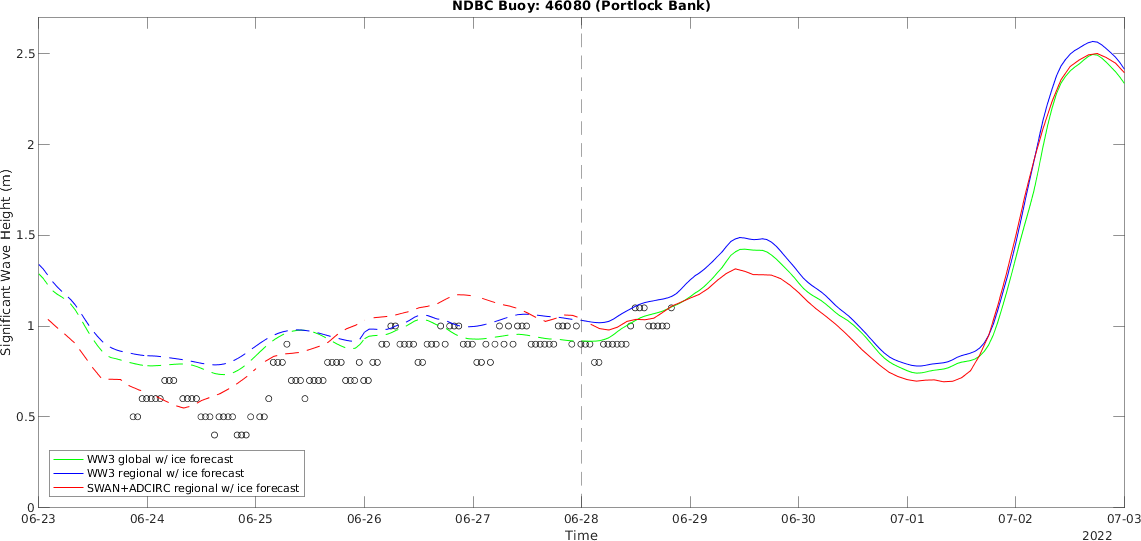 NDBC Buoy: 46080 (Portlock Bank)
Significant Wave Height (m)
2.5
2
1.5
1
0.5
0
WW3 global w/ ice forecast
WW3 regional w/ ice forecast
SWAN+ADCIRC regional w/ ice forecast
06-23 06-24 06-25 06-26 06-27 06-28 06-29 06-30 07-01 07-02 07-03
Time
2022